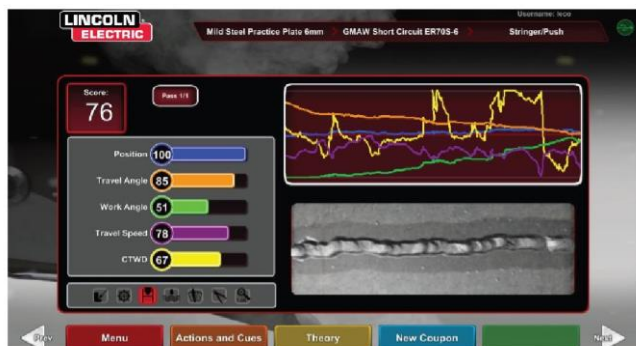 Username: leoo
LINCOLN
ELECTRIC
Mild Steel Practice Plate 6mm GMAW Short Circuit ER70S-6 Stringer/Push
Score:
76
Pass 1/1
Position 100
Travel Angle 85
Work Angle 51
Travel Speed 78
CTWD 67
Prev Menu Actions and Cues Theory New Coupon Next